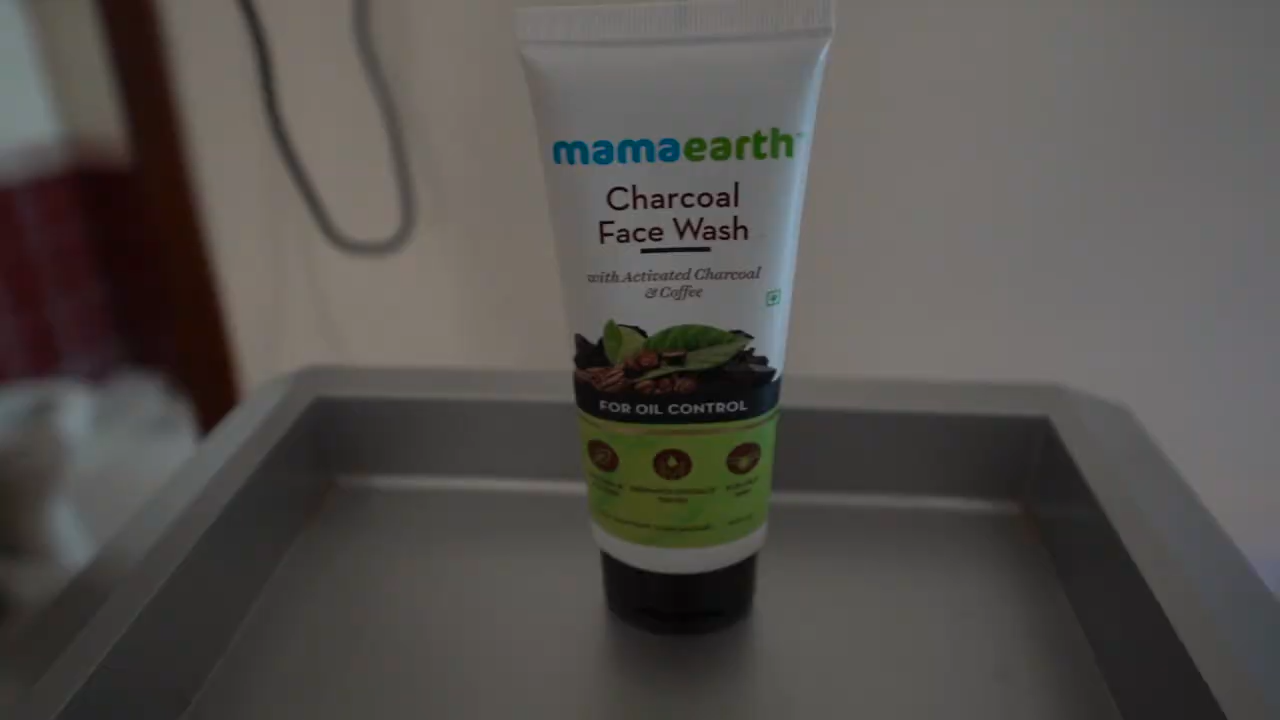 mamaearth
Charcoal
Face Wash
with Activated Charcoal
& Coffee
FOR OIL CONTROL